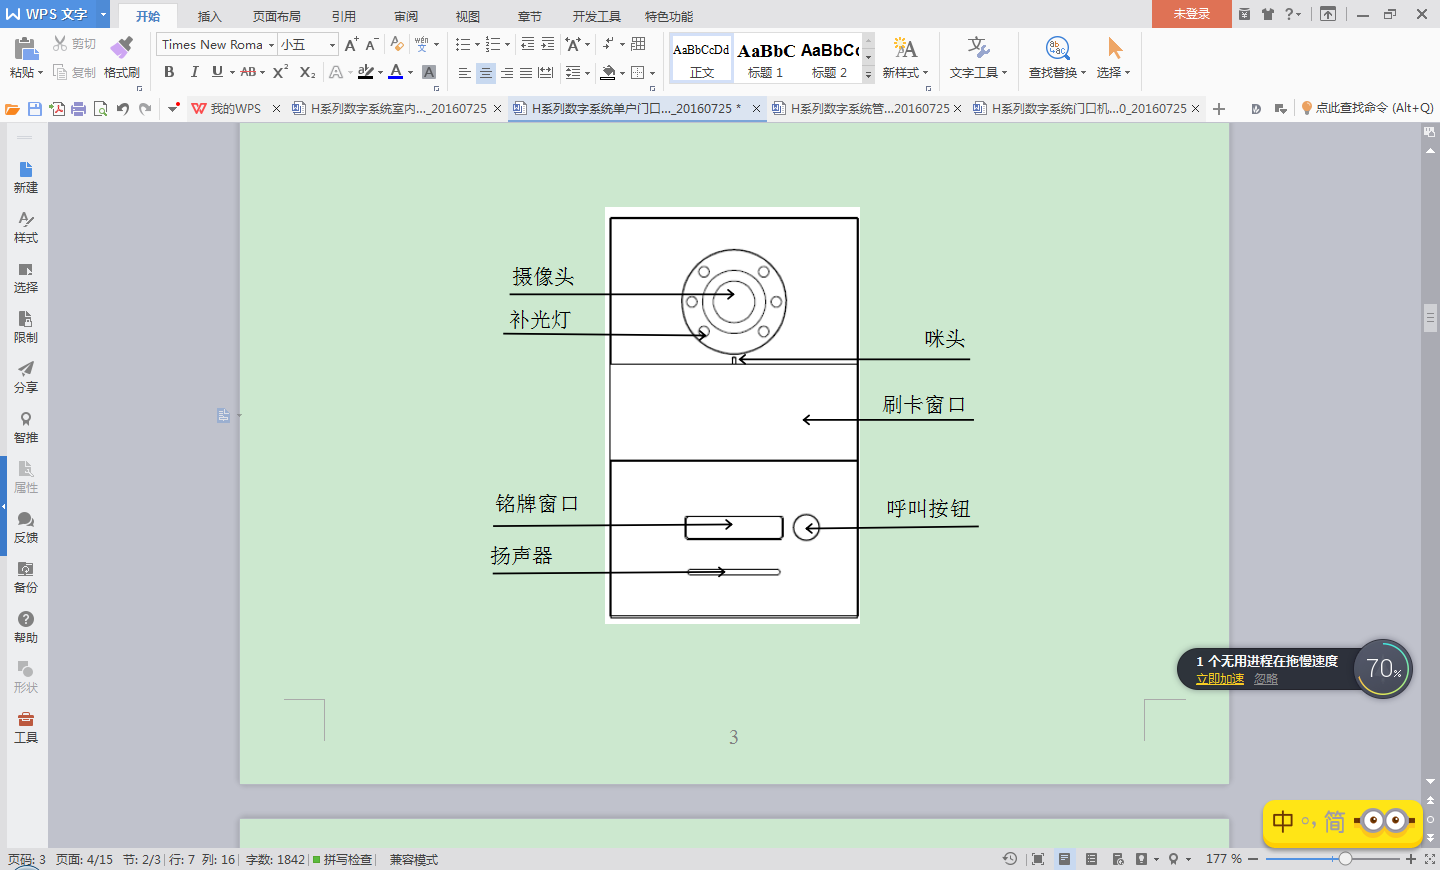 WPS 文字
开始 插入 页面布局 引用 审阅 视图 章节 开发工具 特色功能
未登录
粘贴 剪切 复制 格式刷
Times New Roma 小五
B I U AB X² X₂ A ab A A
AaBbCcDd 正文
AaBbC 标题 1
AaBbCc 标题 2
新样式 文字工具 查找替换 选择
我的WPS
H系列数字系统室内..._20160725
H系列数字系统单户门口..._20160725 *
H系列数字系统管...20160725
H系列数字系统门口机...0_20160725
点此查找命令 (Alt+Q)
新建
样式
选择
限制
分享
智推
属性
反馈
备份
帮助
形状
工具
摄像头
补光灯
咪头
刷卡窗口
铭牌窗口
呼叫按钮
扬声器
3
1 个无用进程在拖慢速度
立即加速 忽略
70%
中 °, 简
页码: 3 页面: 4/15 节: 2/3 行: 7 列: 16 字数: 1842 拼写检查 兼容模式
177 %